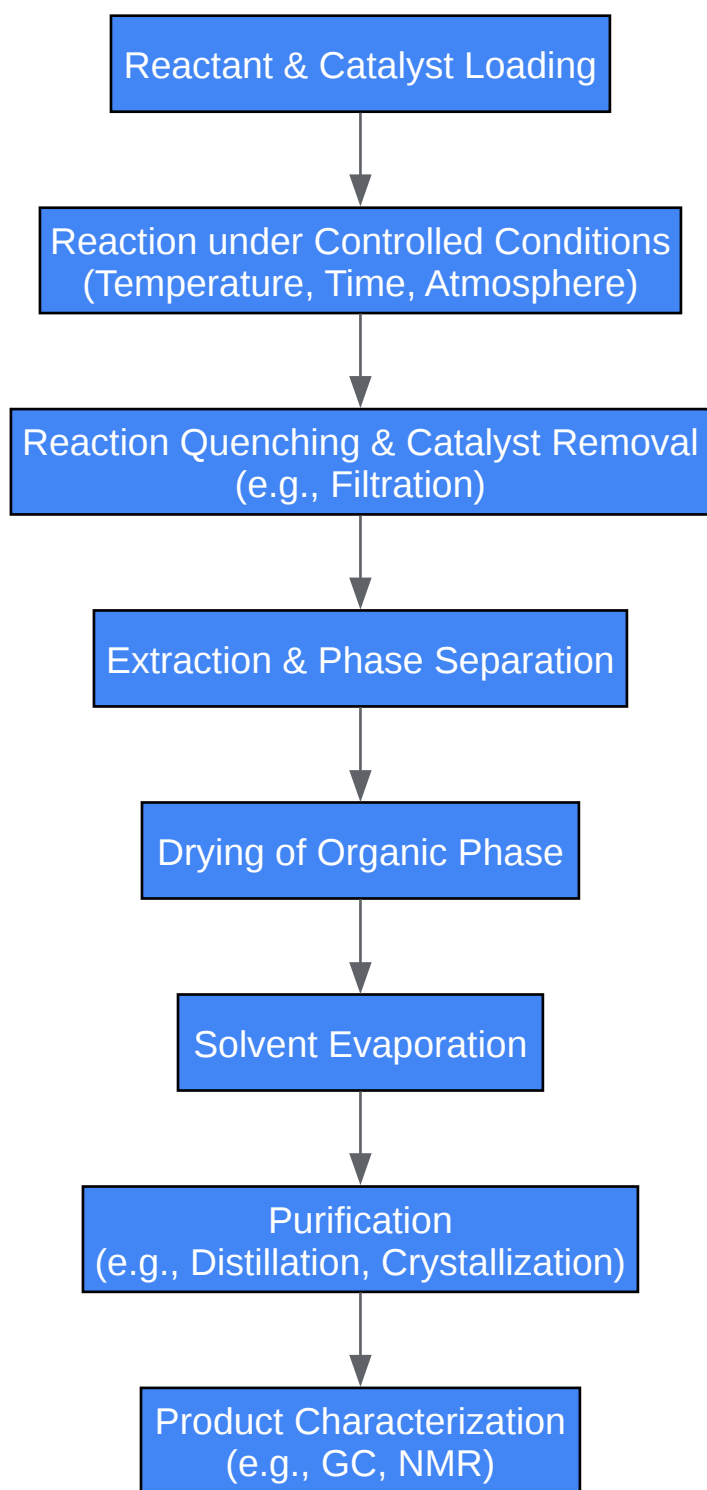 Reactant & Catalyst Loading
Reaction under Controlled Conditions
(Temperature, Time, Atmosphere)
Reaction Quenching & Catalyst Removal
(e.g., Filtration)
Extraction & Phase Separation
Drying of Organic Phase
Solvent Evaporation
Purification
(e.g., Distillation, Crystallization)
Product Characterization
(e.g., GC, NMR)